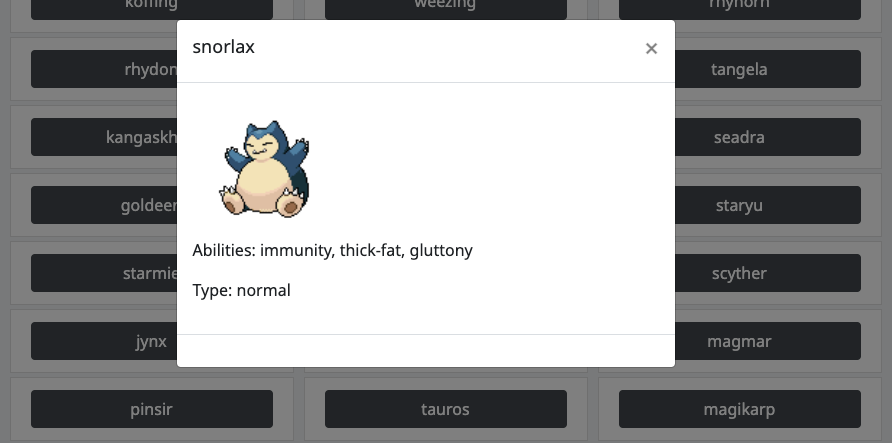 koffing
weezing
rhyhorn
snorlax
×
rhydon
tangela
kangaskh
seadra
Abilities: immunity, thick-fat, gluttony
Type: normal
goldeen
staryu
starmie
scyther
jynx
magmar
pinsir
tauros
magikarp